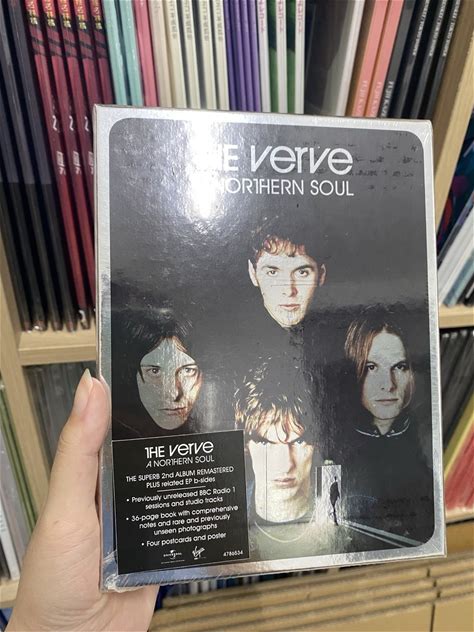 THE VERVE
A NORTHERN SOUL
THE VERVE
A NORTHERN SOUL
THE SUPERB 2nd ALBUM REMASTERED
PLUS related EP b-sides
• Previously unreleased BBC Radio 1
sessions and studio tracks
• 36-page book with comprehensive
notes and rare and previously
unseen photographs
• Four postcards and poster
4786534